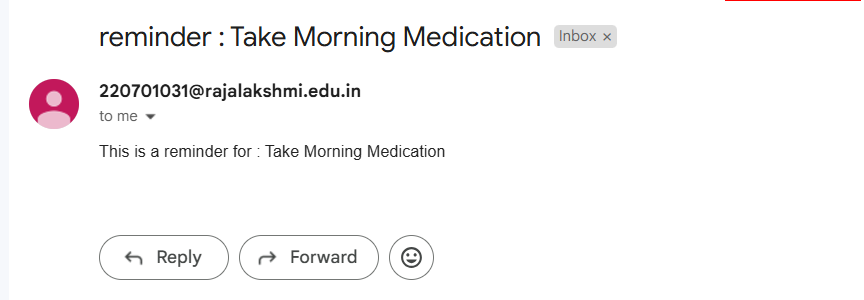 reminder : Take Morning Medication Inbox ×
220701031@rajalakshmi.edu.in
to me
This is a reminder for : Take Morning Medication
Reply Forward